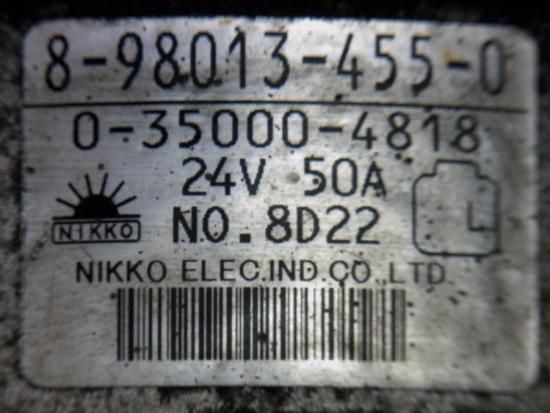 8-98013-455-0
0-35000-4818
24V 50A
NIKKO
NO.8D22
L
NIKKO ELEC.IND.CO.,LTD.